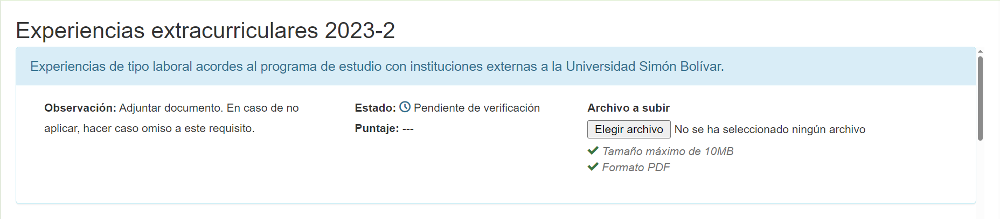 Experiencias extracurriculares 2023-2
Experiencias de tipo laboral acordes al programa de estudio con instituciones externas a la Universidad Simón Bolívar.
Observación: Adjuntar documento. En caso de no
aplicar, hacer caso omiso a este requisito.
Estado: Pendiente de verificación
Puntaje: ---
Archivo a subir
Elegir archivo No se ha seleccionado ningún archivo
Tamaño máximo de 10MB
Formato PDF